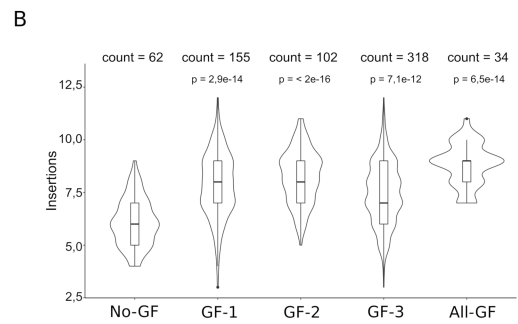 B
count = 62 count = 155 count = 102 count = 318 count = 34
p = 2,9e-14 p = < 2e-16 p = 7,1e-12 p = 6,5e-14
12,5
10,0
7,5
5,0
2,5
Insertions
No-GF GF-1 GF-2 GF-3 All-GF